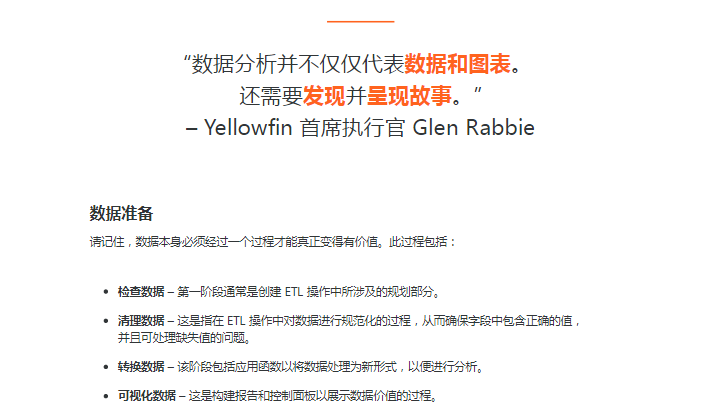 “数据分析并不仅仅代表数据和图表。
还需要发现并呈现故事。”
– Yellowfin 首席执行官 Glen Rabbie
数据准备
请记住，数据本身必须经过一个过程才能真正变得有价值。此过程包括：
• 检查数据 – 第一阶段通常是创建 ETL 操作中所涉及的规划部分。
• 清理数据 – 这是指在 ETL 操作中对数据进行规范化的过程，从而确保字段中包含正确的值，
并且可处理缺失值的问题。
• 转换数据 – 该阶段包括应用函数以将数据处理为新形式，以便进行分析。
• 可视化数据 – 这是构建报告和控制面板以展示数据价值的过程。